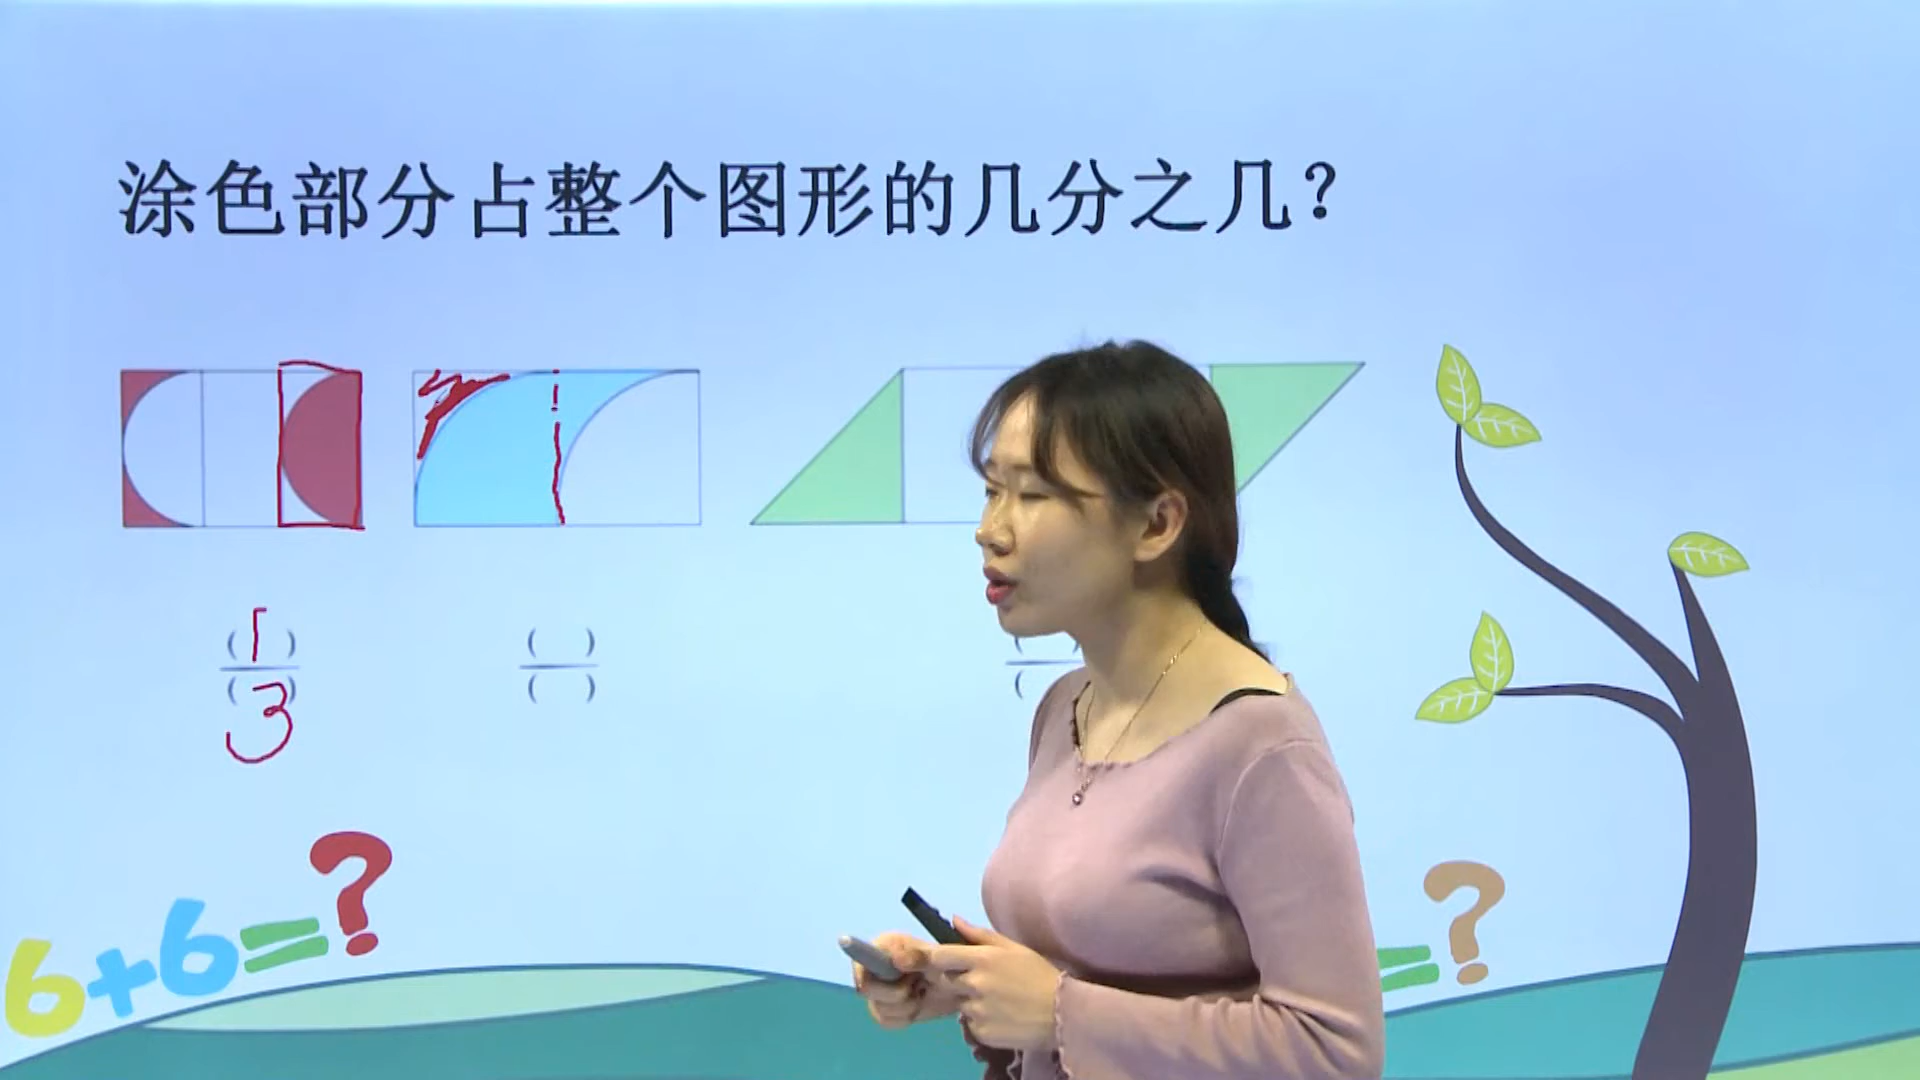 涂色部分占整个图形的几分之几？
(1) ( ) ( )
(3) ( ) (
6+6=? =?